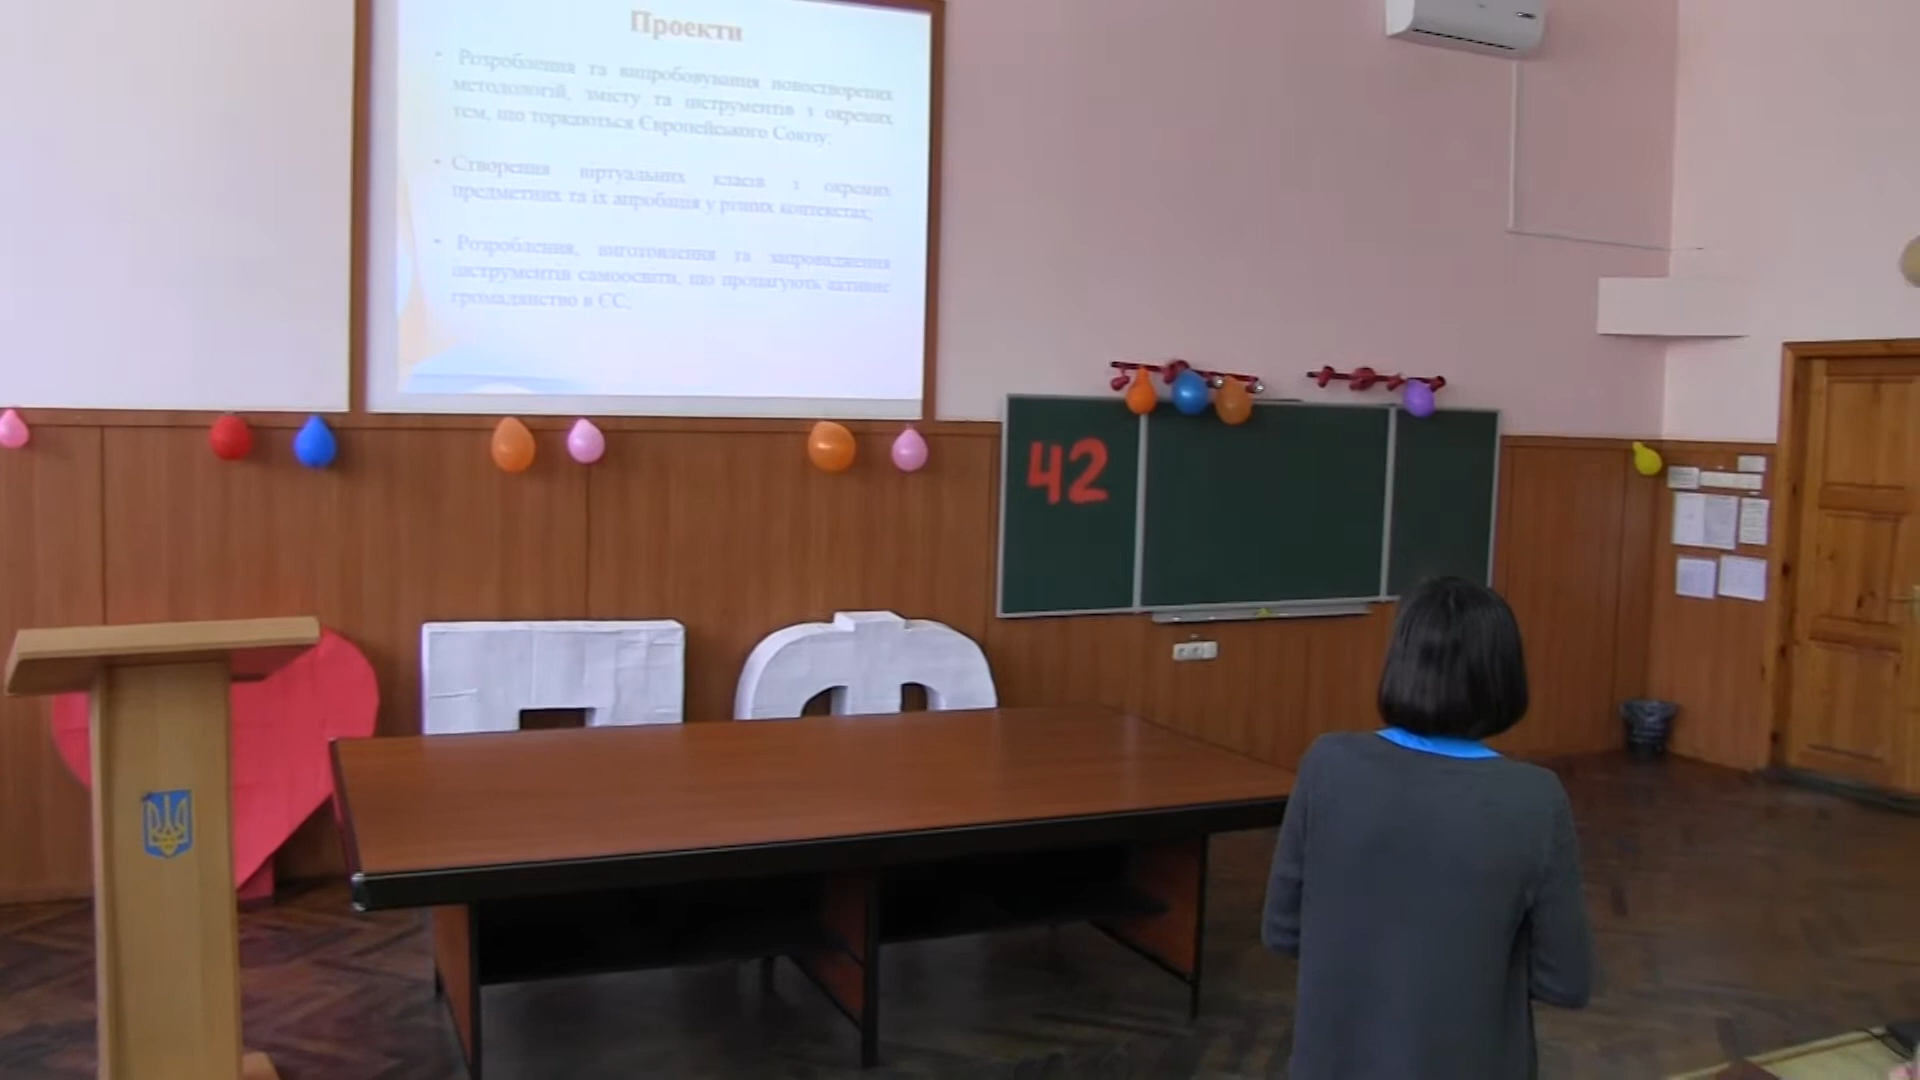 Проекти
• Розроблення та випробовування новостворених
методологій, змісту та інструментів з окремих
тем, що торкаються Європейського Союзу;
• Створення віртуальних класів з окремих
предметних та їх апробація у різних контекстах;
• Розроблення, виготовлення та запровадження
інструментів самоосвіти, що пропагують активне
громадянство в ЄС.
42
П Ф